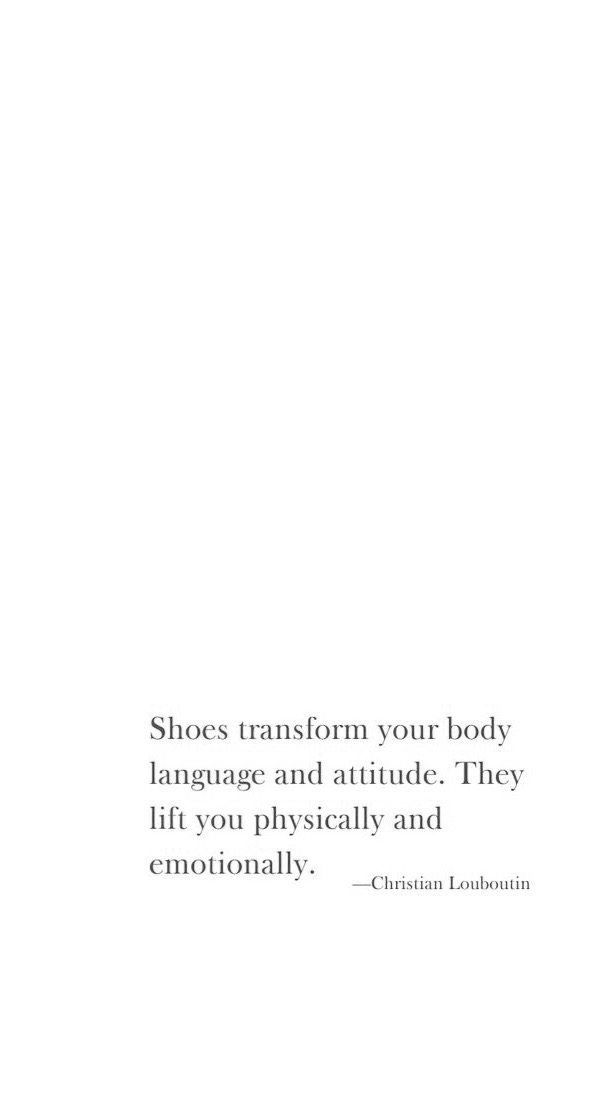 Shoes transform your body
language and attitude. They
lift you physically and
emotionally.
—Christian Louboutin